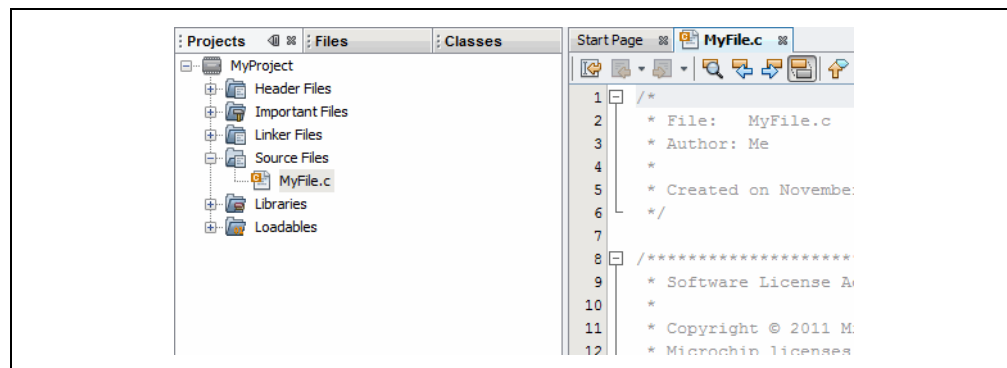 Projects Files Classes
MyProject
Header Files
Important Files
Linker Files
Source Files
MyFile.c
Libraries
Loadables
Start Page MyFile.c
1 /*
2 * File:   MyFile.c
3 * Author: Me
4 *
5 * Created on November
6 */
7
8 /*********************
9 * Software License A
10 *
11 * Copyright © 2011 M
12 * Microchip licenses